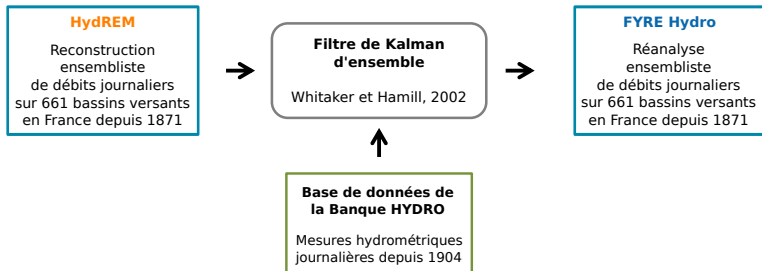 HydREM
Reconstruction
ensembliste
de débits journaliers
sur 661 bassins versants
en France depuis 1871
Filtre de Kalman
d'ensemble
Whitaker et Hamill, 2002
FYRE Hydro
Réanalyse
ensembliste
de débits journaliers
sur 661 bassins versants
en France depuis 1871
Base de données de
la Banque HYDRO
Mesures hydrométriques
journalières depuis 1904